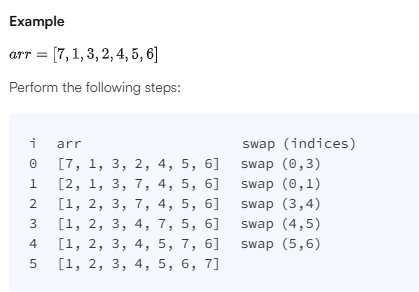 Example
arr = [7, 1, 3, 2, 4, 5, 6]
Perform the following steps:
i arr swap (indices)
0 [7, 1, 3, 2, 4, 5, 6] swap (0,3)
1 [2, 1, 3, 7, 4, 5, 6] swap (0,1)
2 [1, 2, 3, 7, 4, 5, 6] swap (3,4)
3 [1, 2, 3, 4, 7, 5, 6] swap (4,5)
4 [1, 2, 3, 4, 5, 7, 6] swap (5,6)
5 [1, 2, 3, 4, 5, 6, 7]